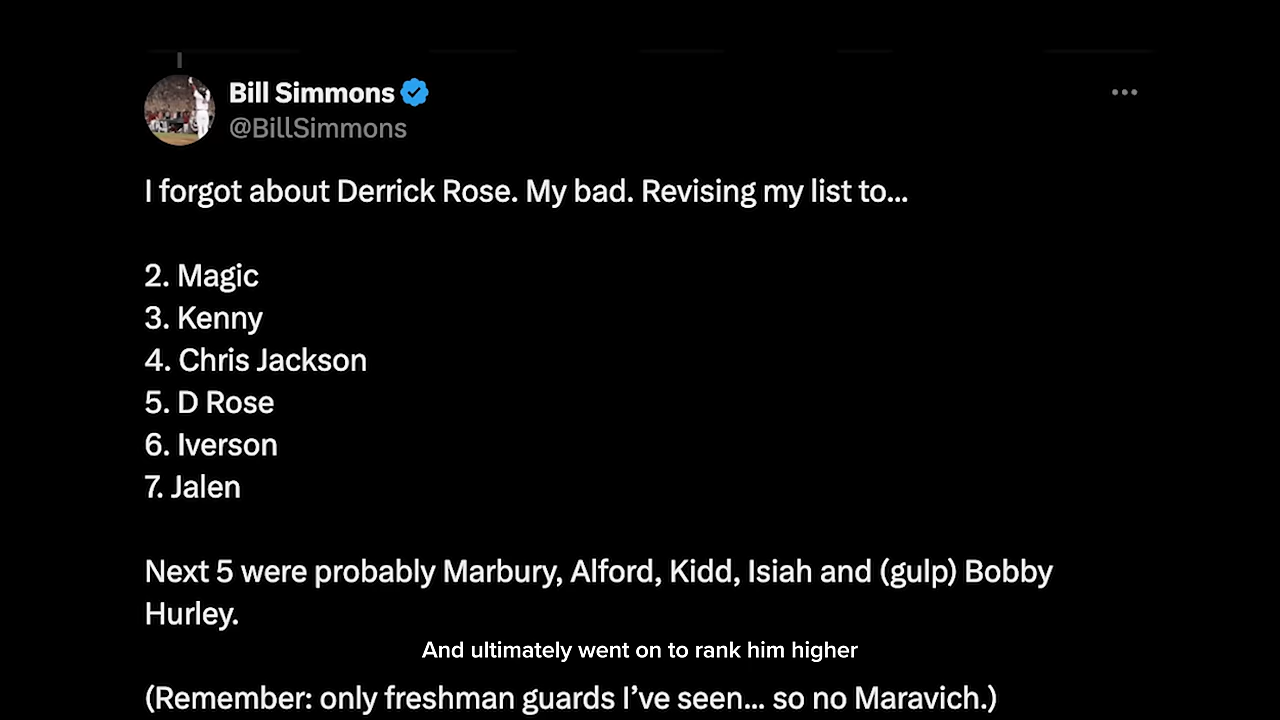 Bill Simmons
@BillSimmons
I forgot about Derrick Rose. My bad. Revising my list to...
2. Magic
3. Kenny
4. Chris Jackson
5. D Rose
6. Iverson
7. Jalen
Next 5 were probably Marbury, Alford, Kidd, Isiah and (gulp) Bobby
Hurley.
And ultimately went on to rank him higher
(Remember: only freshman guards I’ve seen... so no Maravich.)